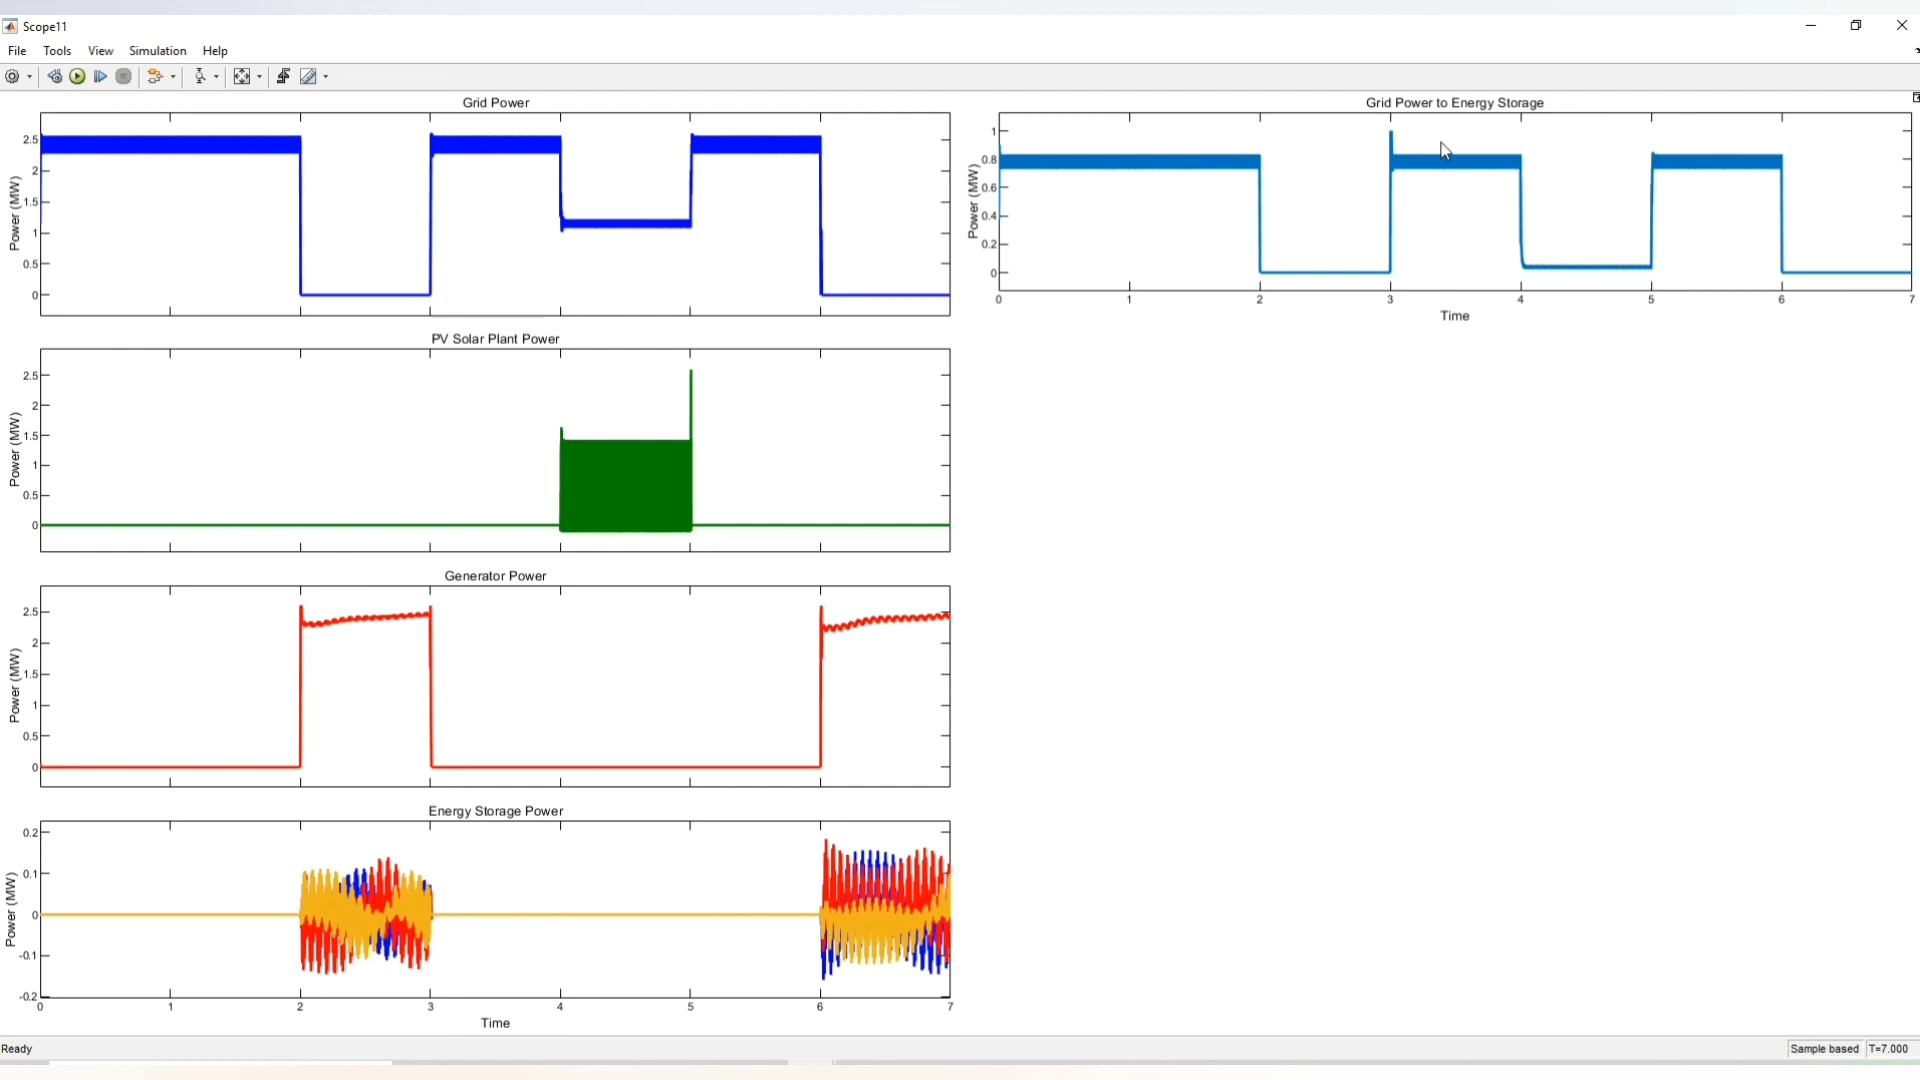 Scope11
File Tools View Simulation Help
Grid Power
2.5
2
1.5
1
0.5
0
Power (MW)
Grid Power to Energy Storage
1
0.8
0.6
0.4
0.2
0
Power (MW)
0 1 2 3 4 5 6 7
Time
PV Solar Plant Power
2.5
2
1.5
1
0.5
0
Power (MW)
Generator Power
2.5
2
1.5
1
0.5
0
Power (MW)
Energy Storage Power
0.2
0.1
0
-0.1
-0.2
Power (MW)
0 1 2 3 4 5 6 7
Time
Ready
Sample based T=7.000